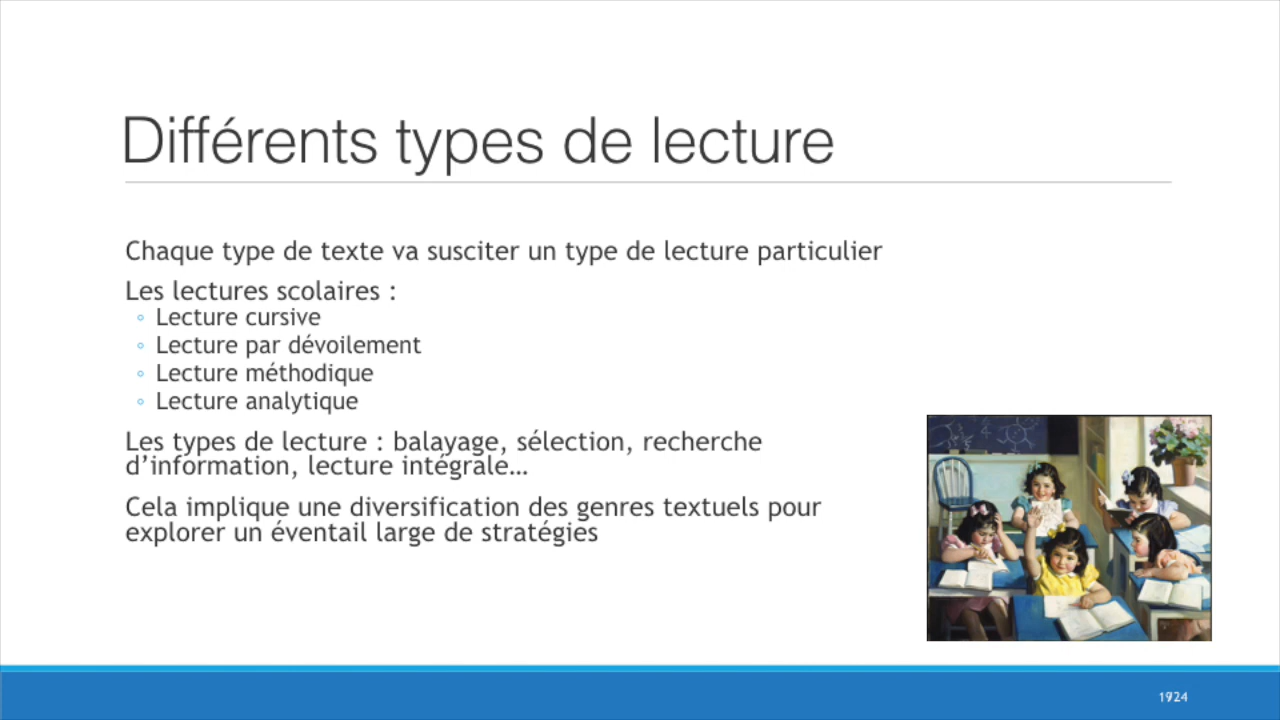 Différents types de lecture
Chaque type de texte va susciter un type de lecture particulier
Les lectures scolaires :
◦ Lecture cursive
◦ Lecture par dévoilement
◦ Lecture méthodique
◦ Lecture analytique
Les types de lecture : balayage, sélection, recherche
d’information, lecture intégrale…
Cela implique une diversification des genres textuels pour
explorer un éventail large de stratégies